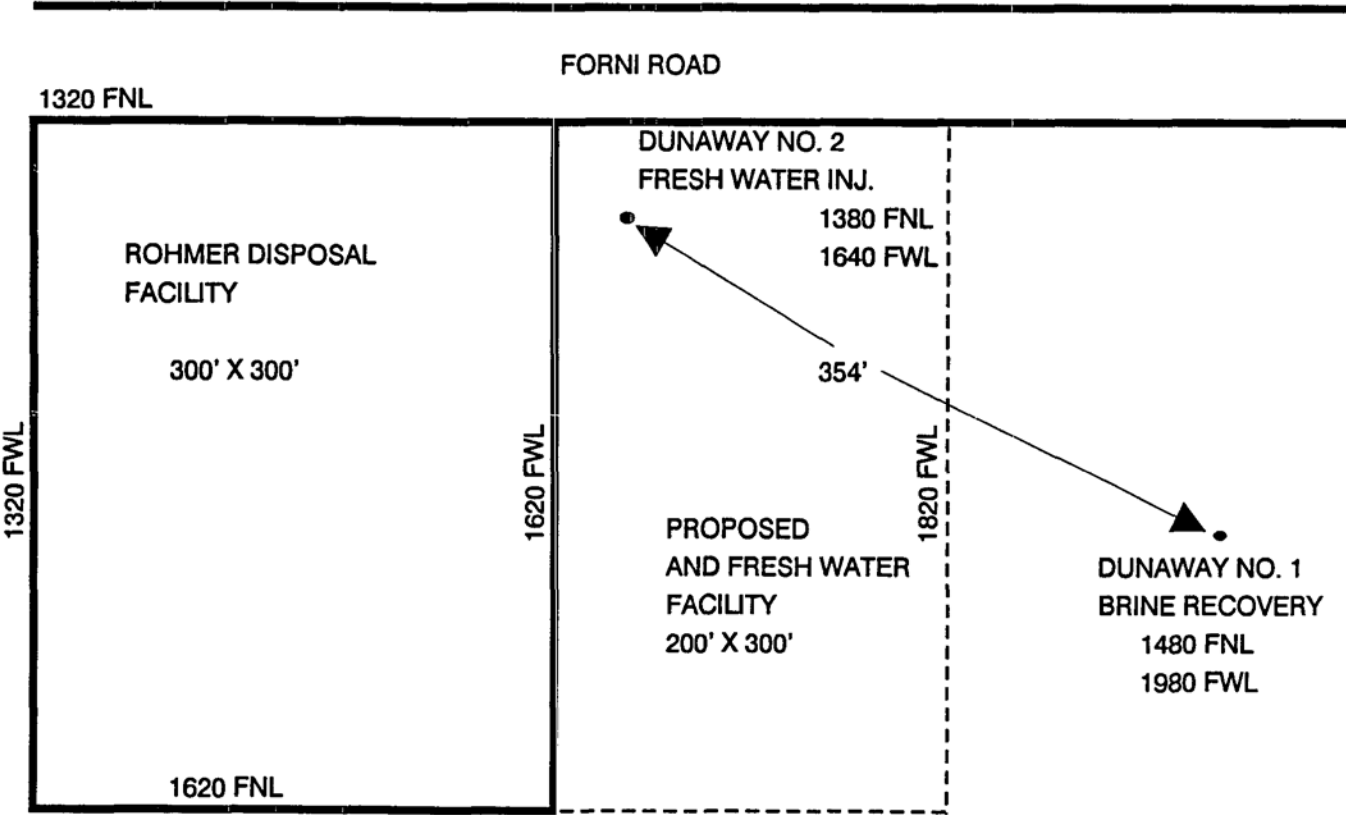 FORNI ROAD
1320 FNL
ROHMER DISPOSAL
FACILITY
300' X 300'
1320 FWL
1620 FNL
1620 FWL
DUNAWAY NO. 2
FRESH WATER INJ.
1380 FNL
1640 FWL
354'
PROPOSED
AND FRESH WATER
FACILITY
200' X 300'
1820 FWL
DUNAWAY NO. 1
BRINE RECOVERY
1480 FNL
1980 FWL